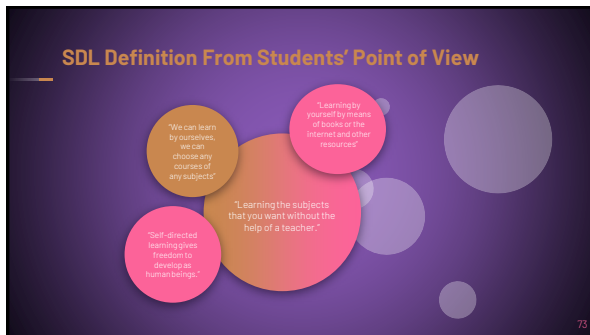 SDL Definition From Students' Point of View
"Learning by
yourself by means
of books or the
internet and other
resources"
"We can learn
by ourselves,
we can
choose any
courses of
any subjects"
"Learning the subjects
that you want without the
help of a teacher."
"Self-directed
learning gives
freedom to
develop as
human beings."
73